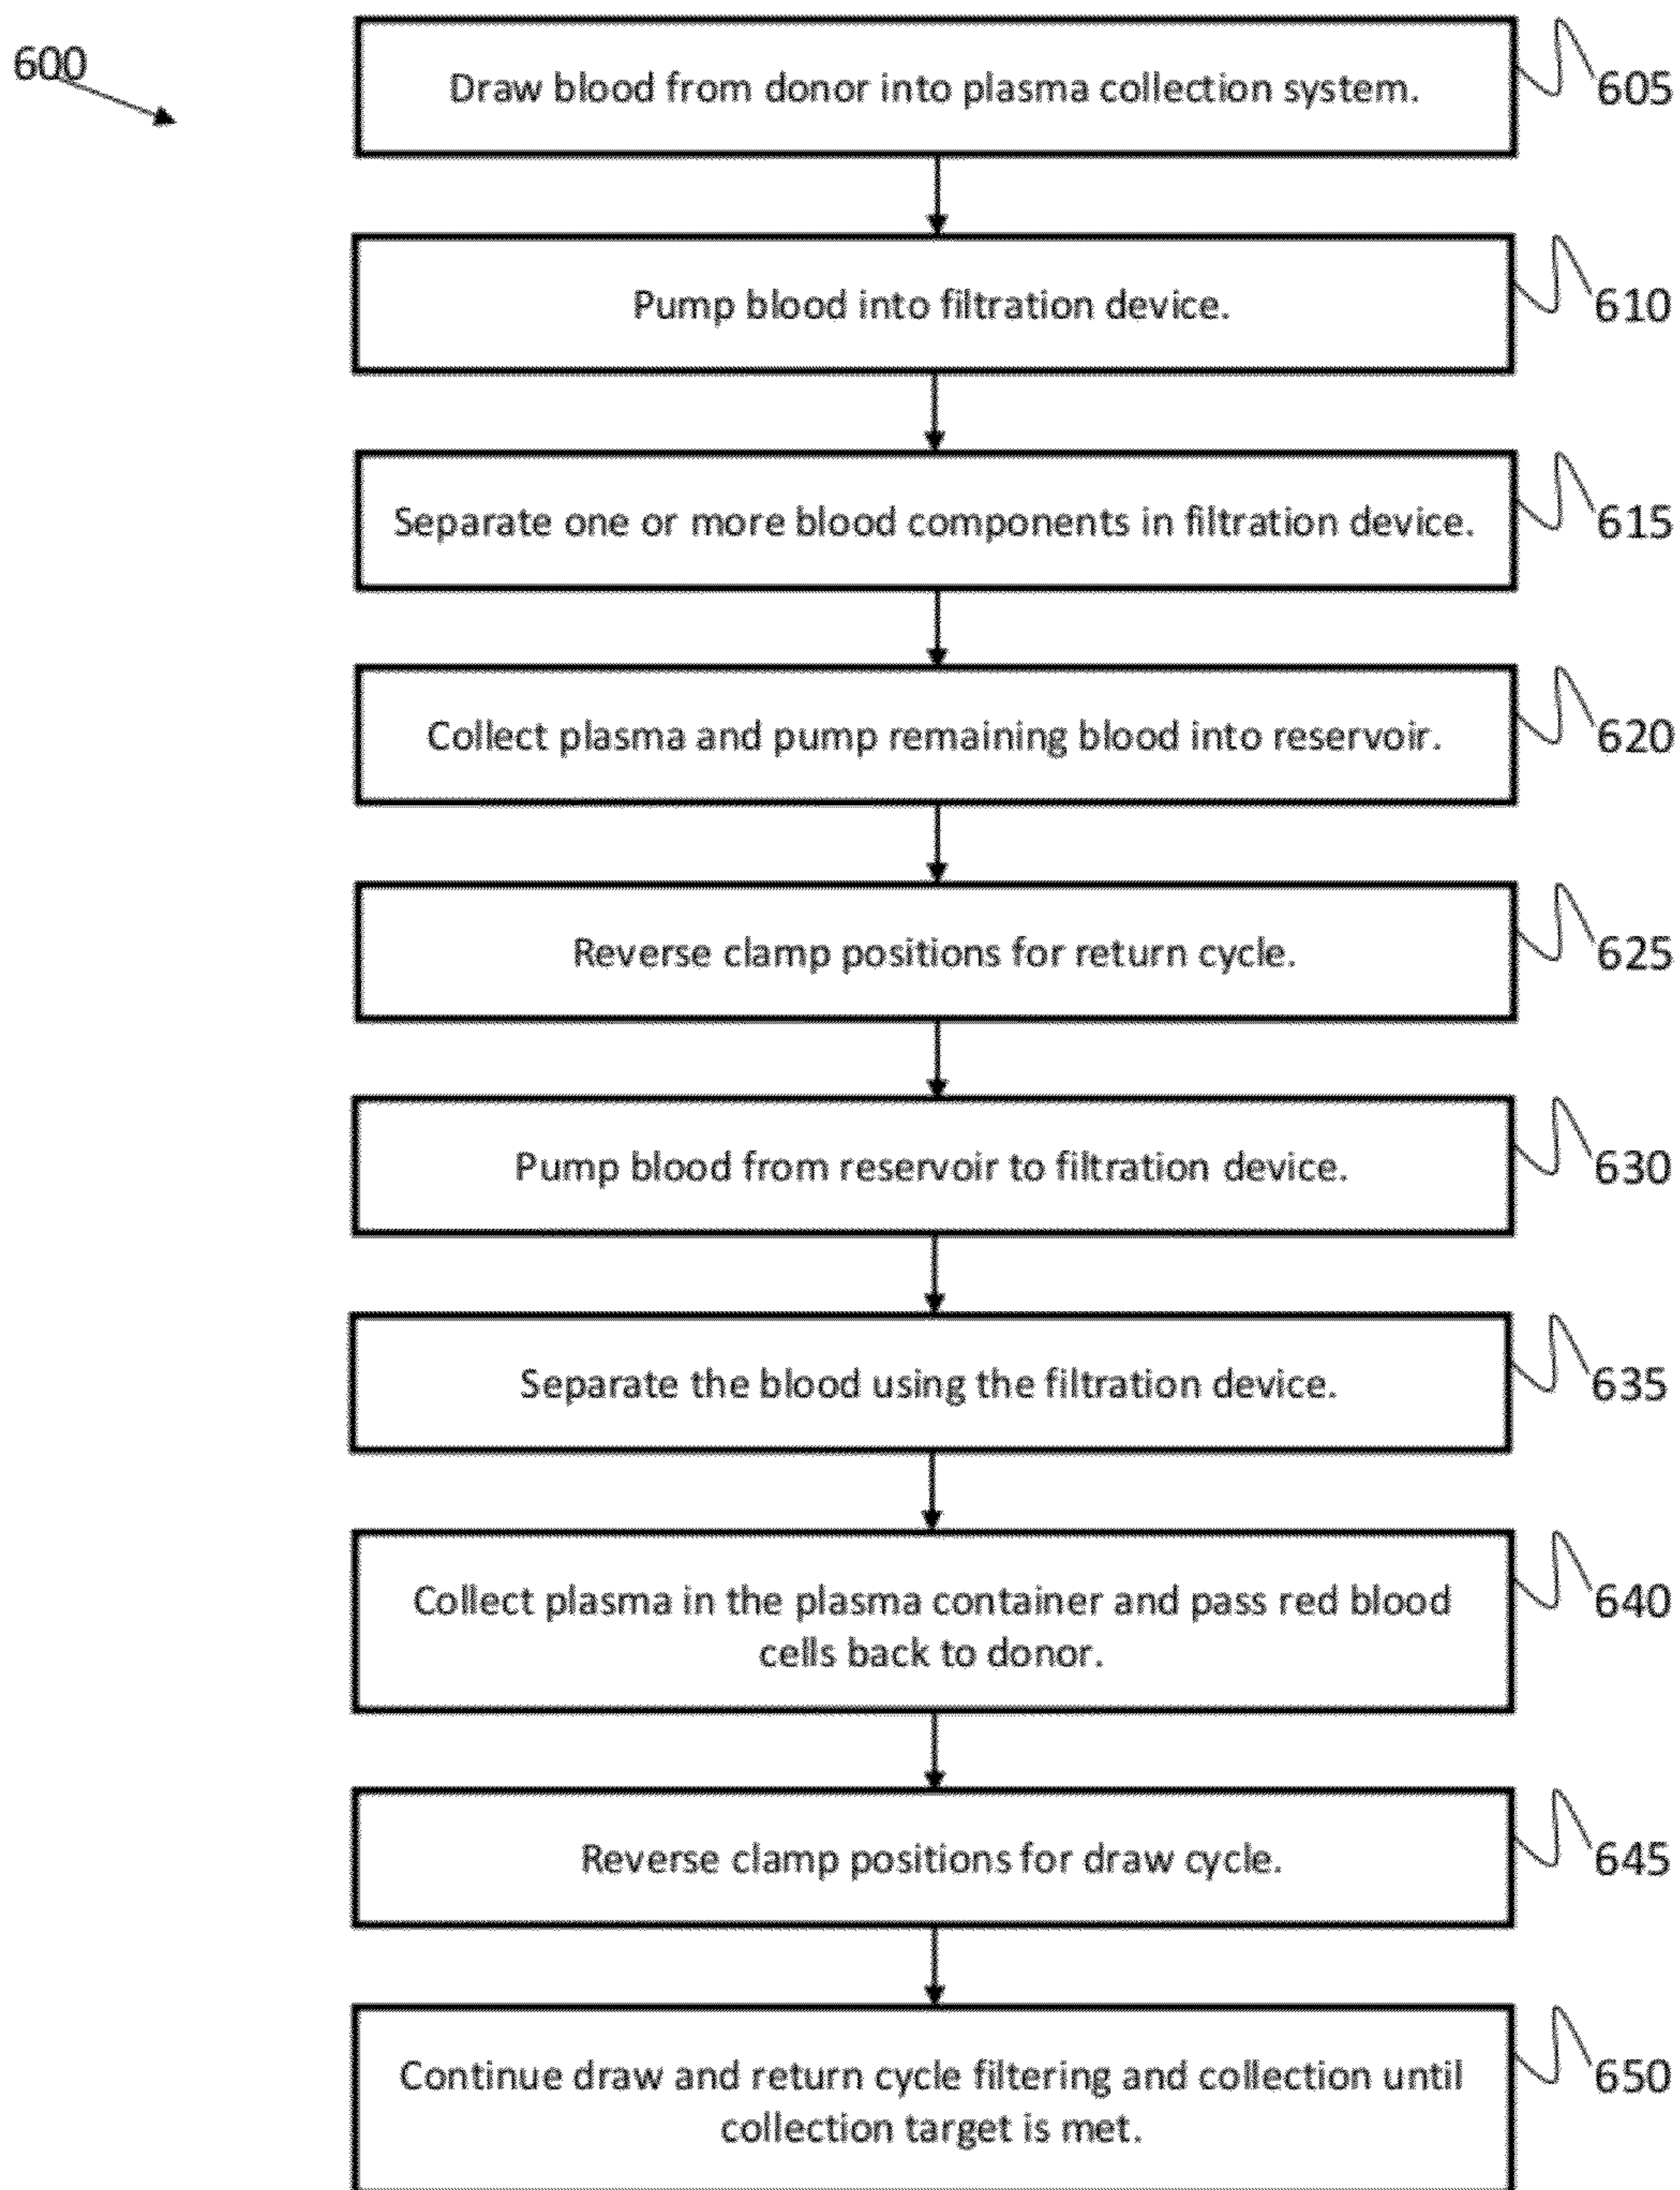 600
Draw blood from donor into plasma collection system.
605
Pump blood into filtration device.
610
Separate one or more blood components in filtration device.
615
Collect plasma and pump remaining blood into reservoir.
620
Reverse clamp positions for return cycle.
625
Pump blood from reservoir to filtration device.
630
Separate the blood using the filtration device.
635
Collect plasma in the plasma container and pass red blood
cells back to donor.
640
Reverse clamp positions for draw cycle.
645
Continue draw and return cycle filtering and collection until
collection target is met.
650